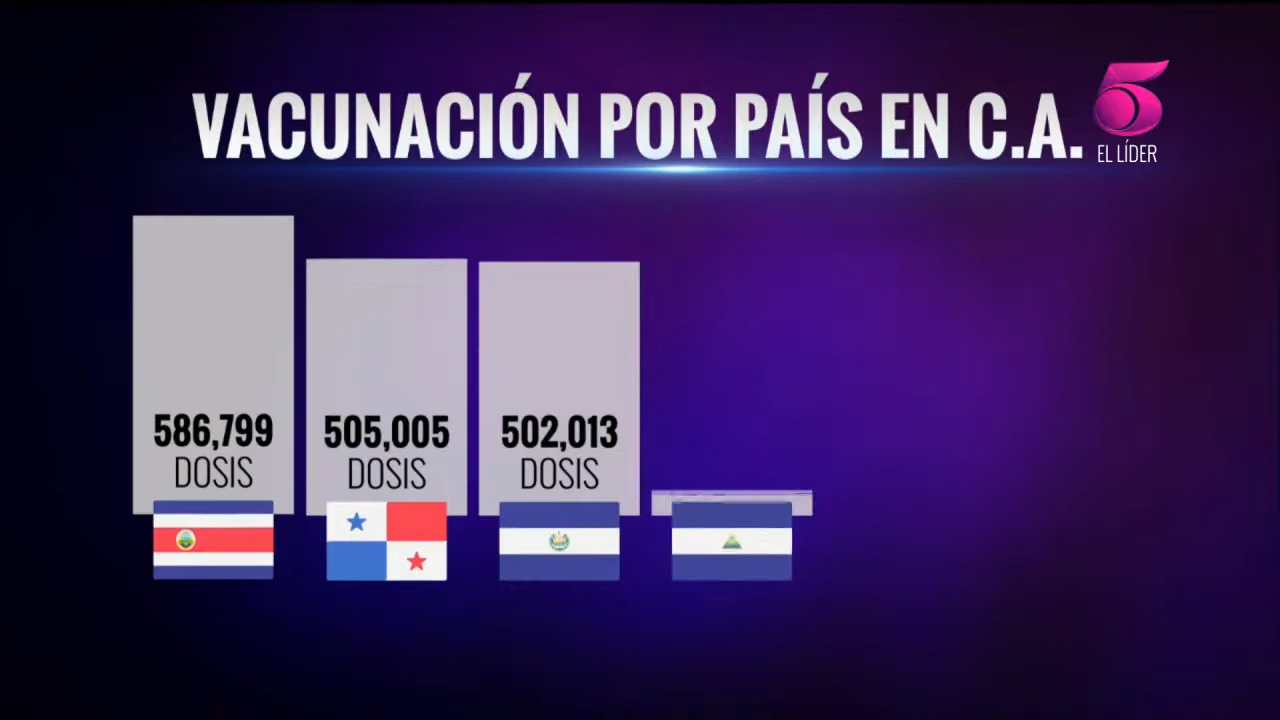 VACUNACIÓN POR PAÍS EN C.A.
5
EL LÍDER
586,799
DOSIS
505,005
DOSIS
502,013
DOSIS